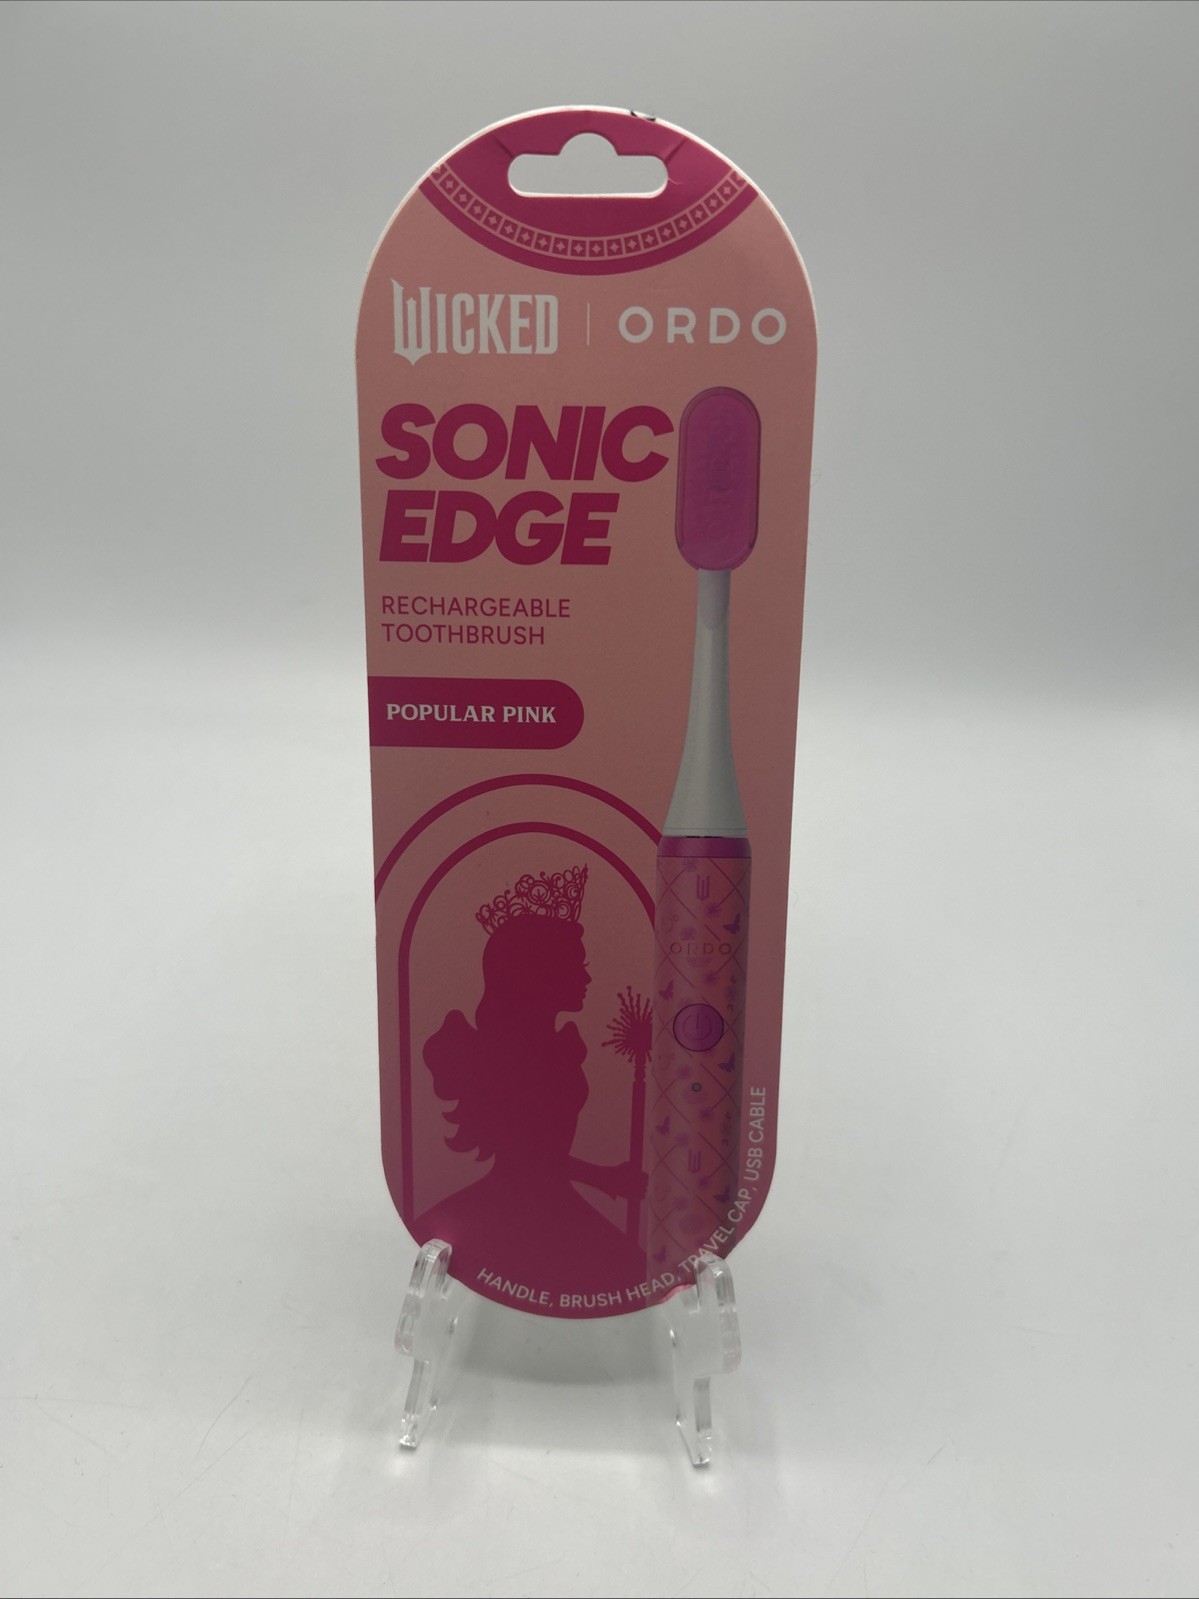 WICKED | ORDO
SONIC
EDGE
RECHARGEABLE
TOOTHBRUSH
POPULAR PINK
ORDO
HANDLE, BRUSH HEAD, TRAVEL CAP, USB CABLE